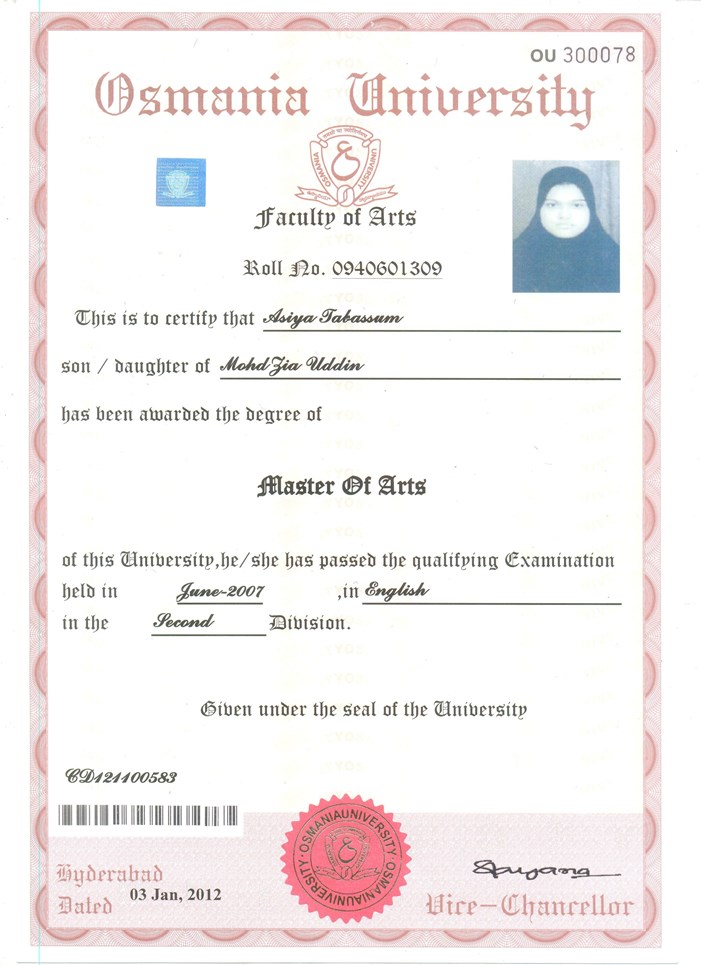 OU 300078
Osmania University
OSMANIA UNIVERSITY
Faculty of Arts
Roll No. 0940601309
This is to certify that Asiya Tabassum
son / daughter of Mohd Zia Uddin
has been awarded the degree of
Master Of Arts
of this University,he/she has passed the qualifying Examination
held in June-2007 ,in English
in the Second Division.
Given under the seal of the University
CD121100583
OSMANIAUNIVERSITY·OSMANIAUNIVERSITY·
Hyderabad
Dated 03 Jan, 2012
Vice-Chancellor